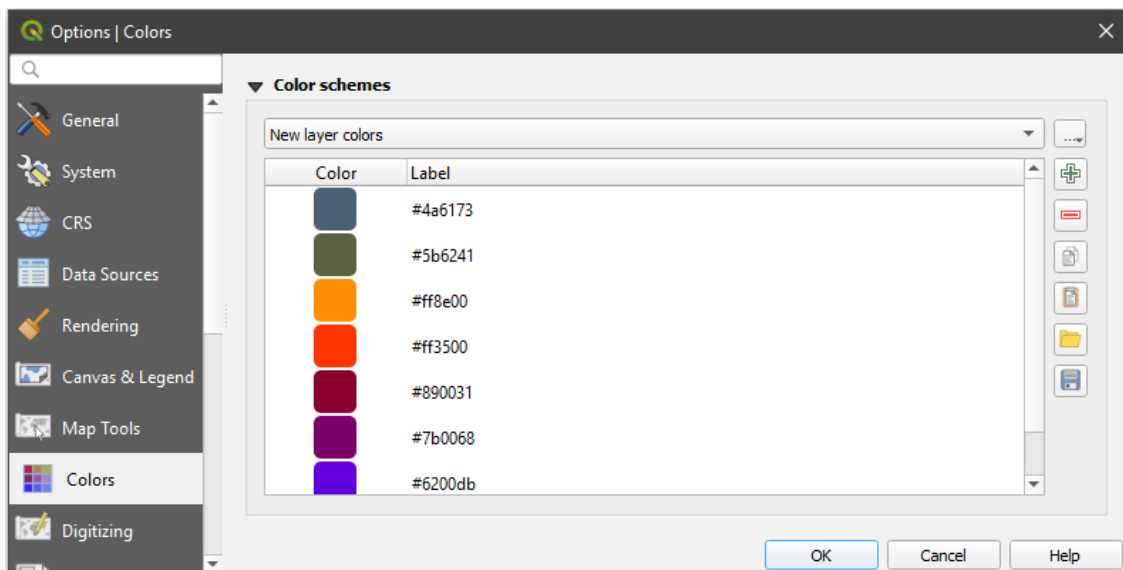 Options | Colors
General
System
CRS
Data Sources
Rendering
Canvas & Legend
Map Tools
Colors
Digitizing
Color schemes
New layer colors
...
Color Label
#4a6173
#5b6241
#ff8e00
#ff3500
#890031
#7b0068
#6200db
OK Cancel Help